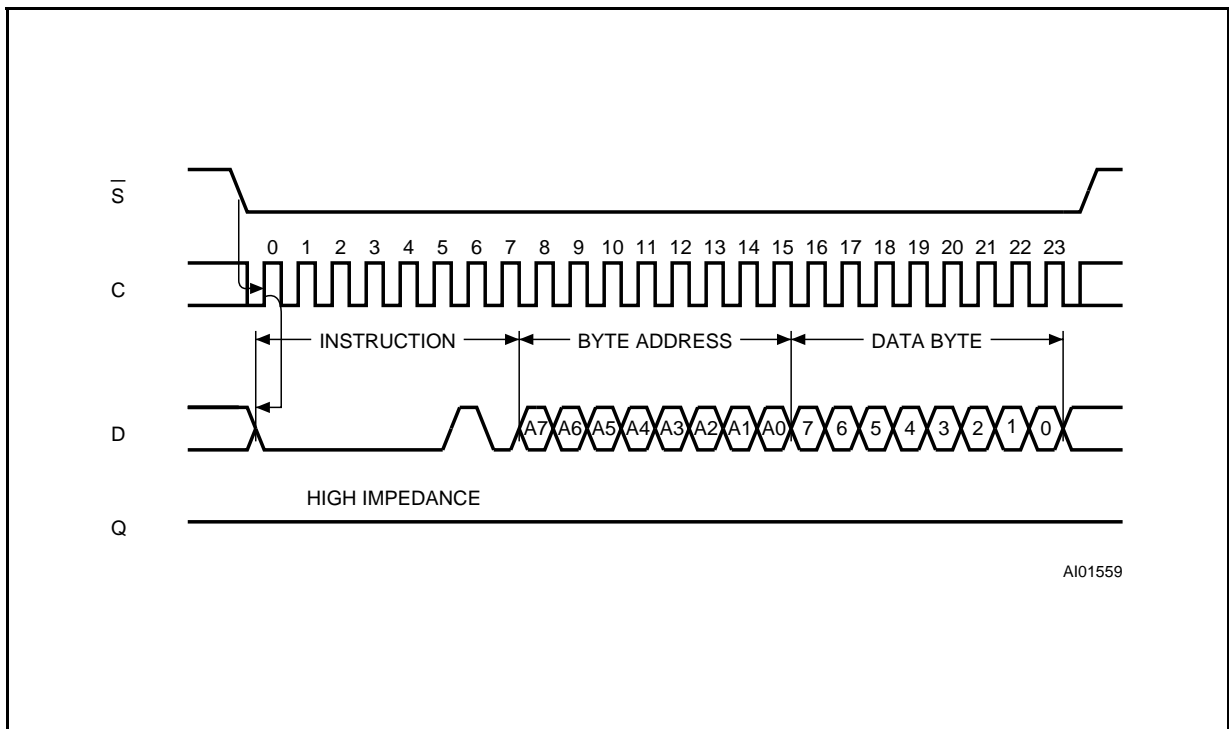 S
0 1 2 3 4 5 6 7 8 9 10 11 12 13 14 15 16 17 18 19 20 21 22 23
C
INSTRUCTION BYTE ADDRESS DATA BYTE
D A7 A6 A5 A4 A3 A2 A1 A0 7 6 5 4 3 2 1 0
HIGH IMPEDANCE
Q
AI01559